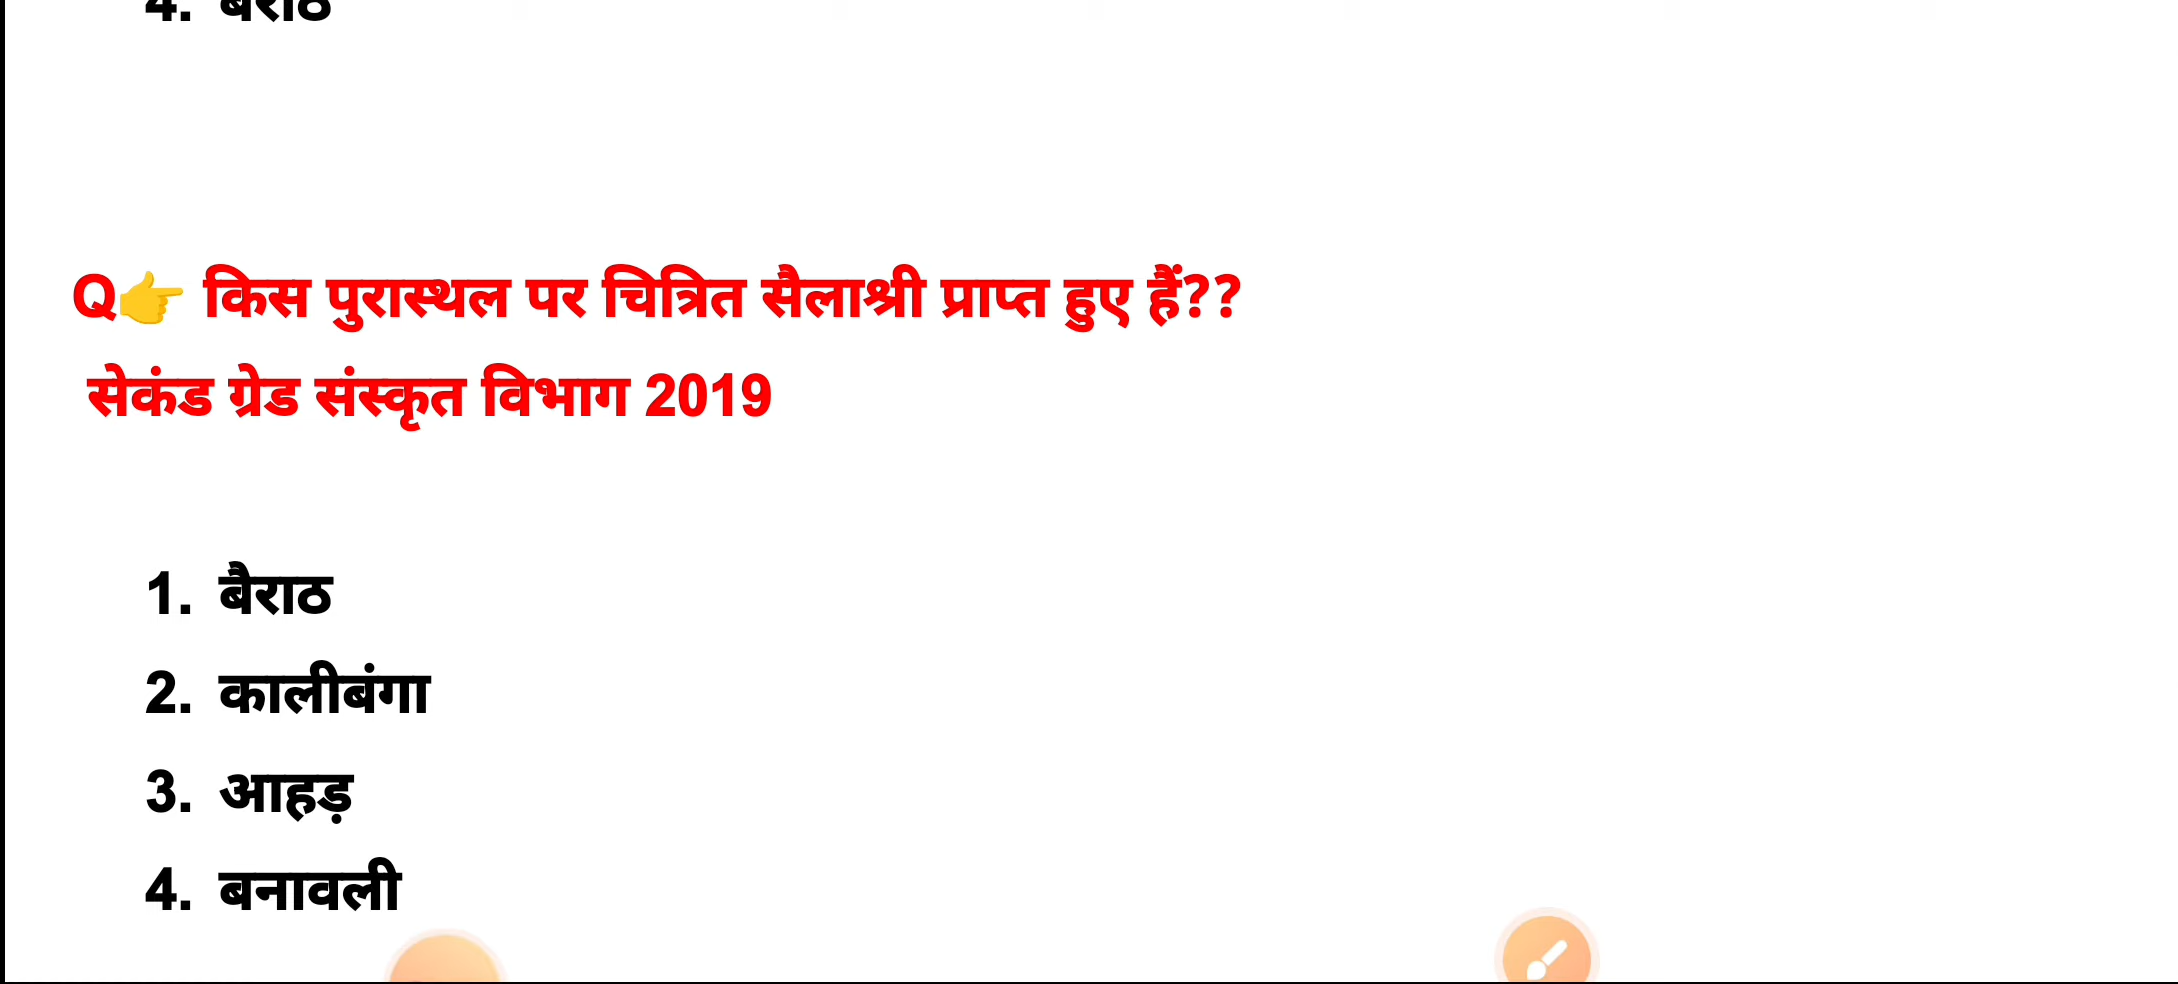 4. बैराठ
Q👉 किस पुरास्थल पर चित्रित सैलाश्री प्राप्त हुए हैं??
सेकंड ग्रेड संस्कृत विभाग 2019
1. बैराठ
2. कालीबंगा
3. आहड़
4. बनावली